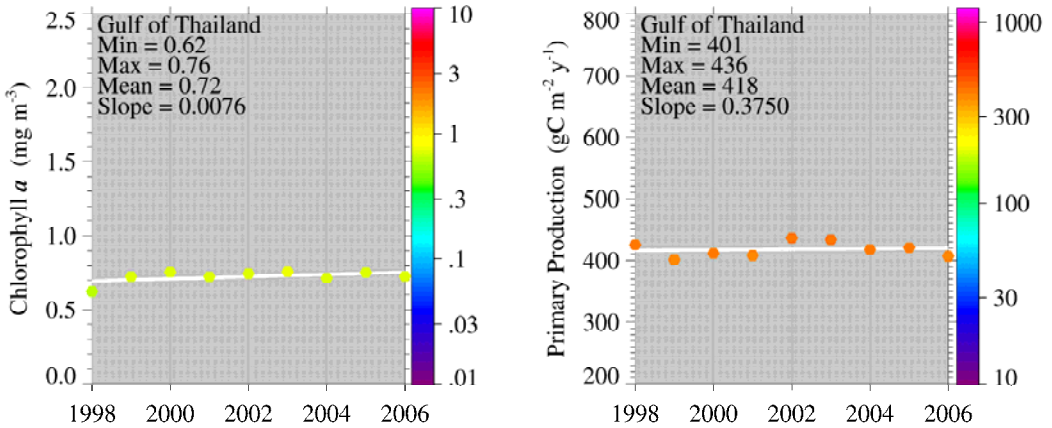 Chlorophyll a (mg m-3)
2.5
2.0
1.5
1.0
0.5
0.0
Gulf of Thailand
Min = 0.62
Max = 0.76
Mean = 0.72
Slope = 0.0076
1998 2000 2002 2004 2006
10
3
1
.3
.1
.03
.01
Primary Production (gC m-2 y-1)
800
700
600
500
400
300
200
Gulf of Thailand
Min = 401
Max = 436
Mean = 418
Slope = 0.3750
1998 2000 2002 2004 2006
1000
300
100
30
10